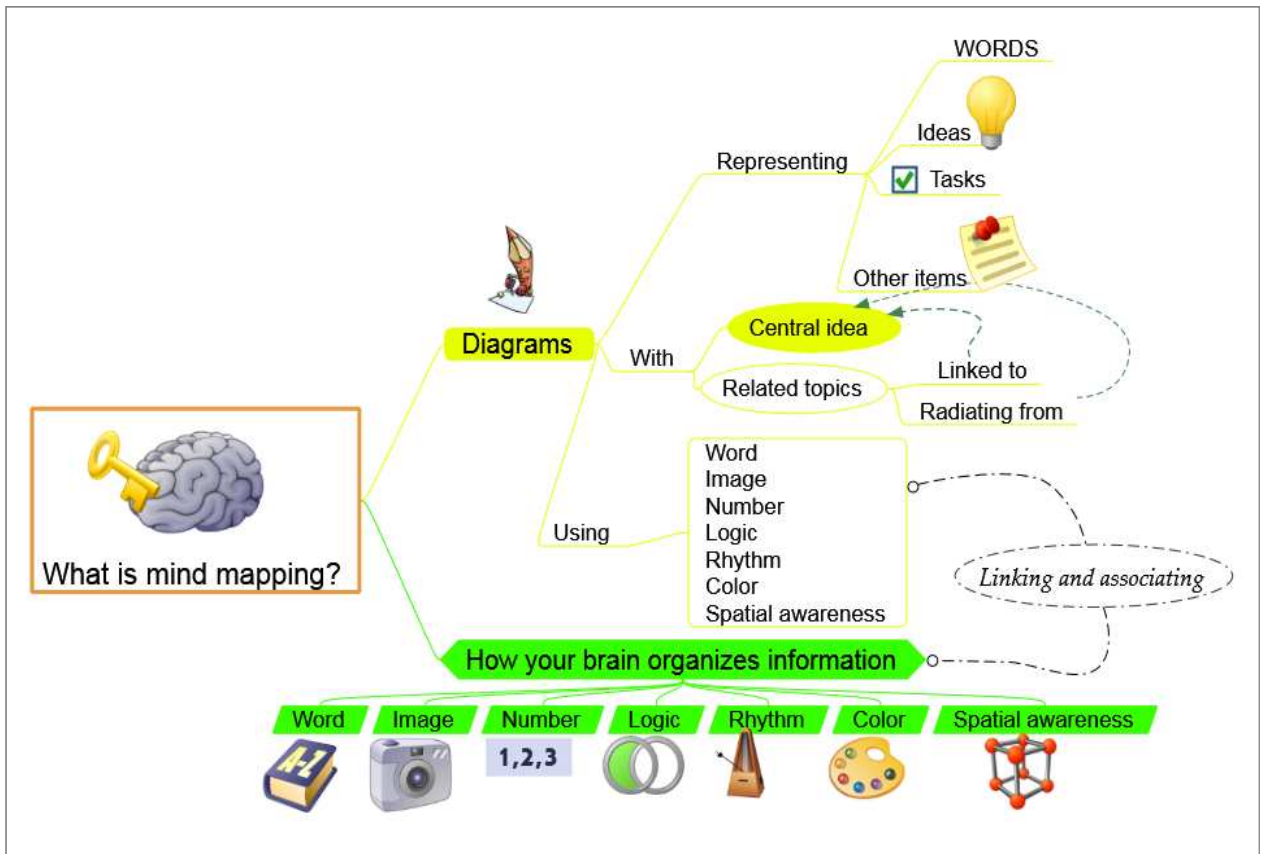 WORDS
Ideas
Representing
Tasks
Other items
Diagrams
Central idea
With
Related topics
Linked to
Radiating from
What is mind mapping?
Using
Word
Image
Number
Logic
Rhythm
Color
Spatial awareness
Linking and associating
How your brain organizes information
Word
Image
Number
Logic
Rhythm
Color
Spatial awareness
A-Z
1,2,3